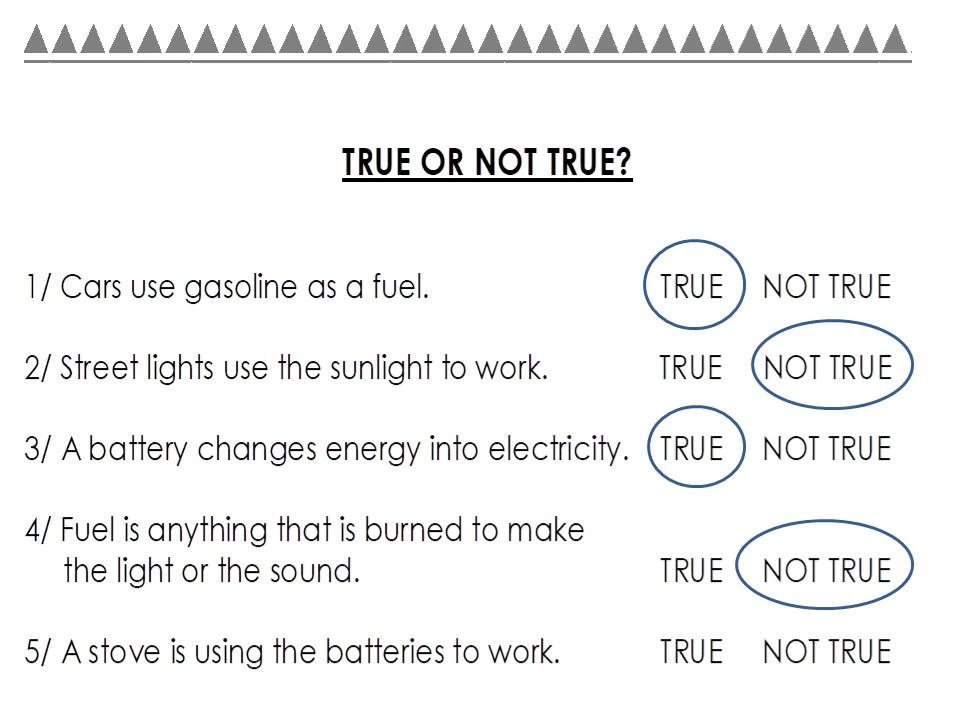 TRUE OR NOT TRUE?
1/ Cars use gasoline as a fuel. TRUE NOT TRUE
2/ Street lights use the sunlight to work. TRUE NOT TRUE
3/ A battery changes energy into electricity. TRUE NOT TRUE
4/ Fuel is anything that is burned to make
the light or the sound. TRUE NOT TRUE
5/ A stove is using the batteries to work. TRUE NOT TRUE